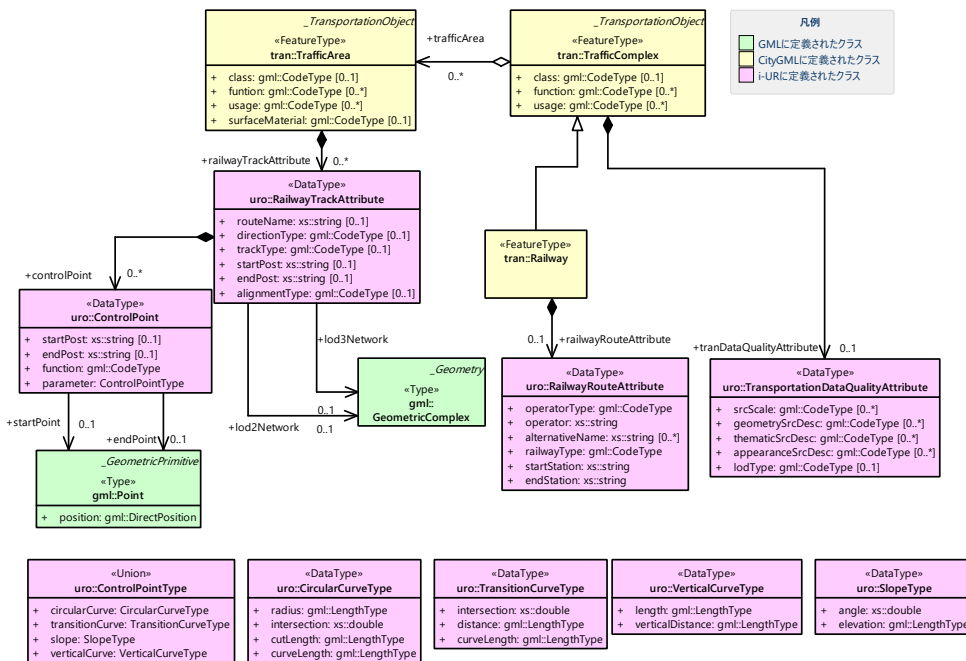 _TransportationObject
«FeatureType»
tran::TrafficArea
+ class: gml::CodeType [0..1]
+ funtion: gml::CodeType [0..*]
+ usage: gml::CodeType [0..*]
+ surfaceMaterial: gml::CodeType [0..1]
+trafficArea
0..*
_TransportationObject
«FeatureType»
tran::TrafficComplex
+ class: gml::CodeType [0..1]
+ function: gml::CodeType [0..*]
+ usage: gml::CodeType [0..*]
凡例
GMLに定義されたクラス
CityGMLに定義されたクラス
i-URに定義されたクラス
+railwayTrackAttribute
0..*
«DataType»
uro::RailwayTrackAttribute
+ routeName: xs::string [0..1]
+ directionType: gml::CodeType [0..1]
+ trackType: gml::CodeType [0..1]
+ startPost: xs::string [0..1]
+ endPost: xs::string [0..1]
+ alignmentType: gml::CodeType [0..1]
+controlPoint
0..*
«FeatureType»
tran::Railway
«DataType»
uro::ControlPoint
+ startPost: xs::string [0..1]
+ endPost: xs::string [0..1]
+ function: gml::CodeType
+ parameter: ControlPointType
+lod3Network
0..1
+lod2Network
0..1
_Geometry
«Type»
gml::
GeometricComplex
0..1
+railwayRouteAttribute
+tranDataQualityAttribute
0..1
«DataType»
uro::RailwayRouteAttribute
+ operatorType: gml::CodeType
+ operator: xs::string
+ alternativeName: xs::string [0..*]
+ railwayType: gml::CodeType
+ startStation: xs::string
+ endStation: xs::string
«DataType»
uro::TransportationDataQualityAttribute
+ srcScale: gml::CodeType [0..*]
+ geometrySrcDesc: gml::CodeType [0..*]
+ thematicSrcDesc: gml::CodeType [0..*]
+ appearanceSrcDesc: gml::CodeType [0..*]
+ lodType: gml::CodeType [0..1]
+startPoint
0..1
+endPoint
0..1
_GeometricPrimitive
«Type»
gml::Point
+ position: gml::DirectPosition
«Union»
uro::ControlPointType
+ circularCurve: CircularCurveType
+ transitionCurve: TransitionCurveType
+ slope: SlopeType
+ verticalCurve: VerticalCurveType
«DataType»
uro::CircularCurveType
+ radius: gml::LengthType
+ intersection: xs::double
+ cutLength: gml::LengthType
+ curveLength: gml::LengthType
«DataType»
uro::TransitionCurveType
+ intersection: xs::double
+ distance: gml::LengthType
+ curveLength: gml::LengthType
«DataType»
uro::VerticalCurveType
+ length: gml::LengthType
+ verticalDistance: gml::LengthType
«DataType»
uro::SlopeType
+ angle: xs::double
+ elevation: gml::LengthType